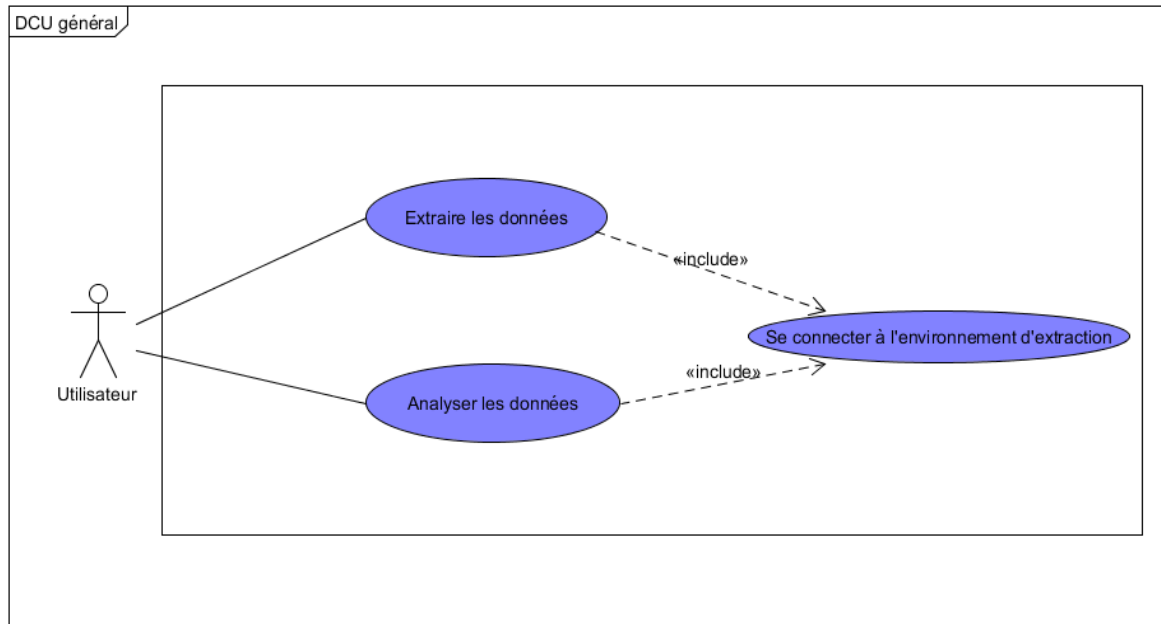 DCU général
Extraire les données
«include»
Se connecter à l'environnement d'extraction
«include»
Analyser les données
Utilisateur